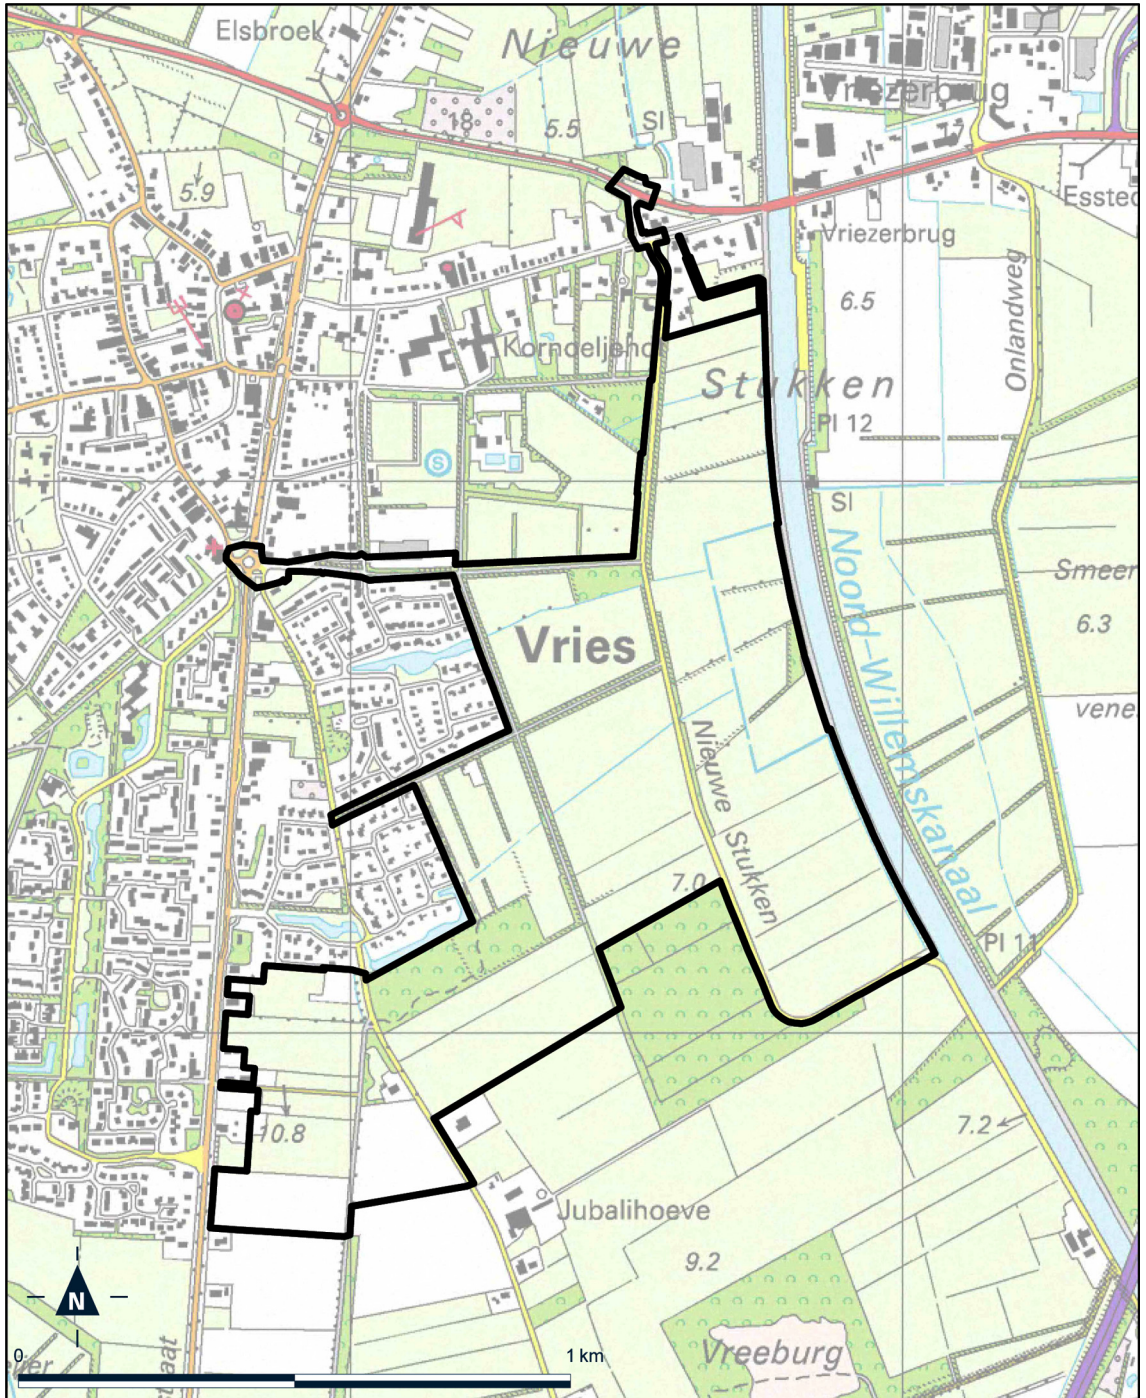 Elsbroek
Nieuwe
Vriezerbrug
18
5.5
Sl
17
5.9
Essted
Vriezerbrug
Onlandweg
6.5
Kornoeljeho
Stukken
Pl 12
S
Sl
Noord-Willemskanaal
Smeer
6.3
Vries
vene
Nieuwe Stukken
7.0
Pl 11
10.8
7.2
Jubalihoeve
9.2
N
Vreeburg
0
1 km
aat